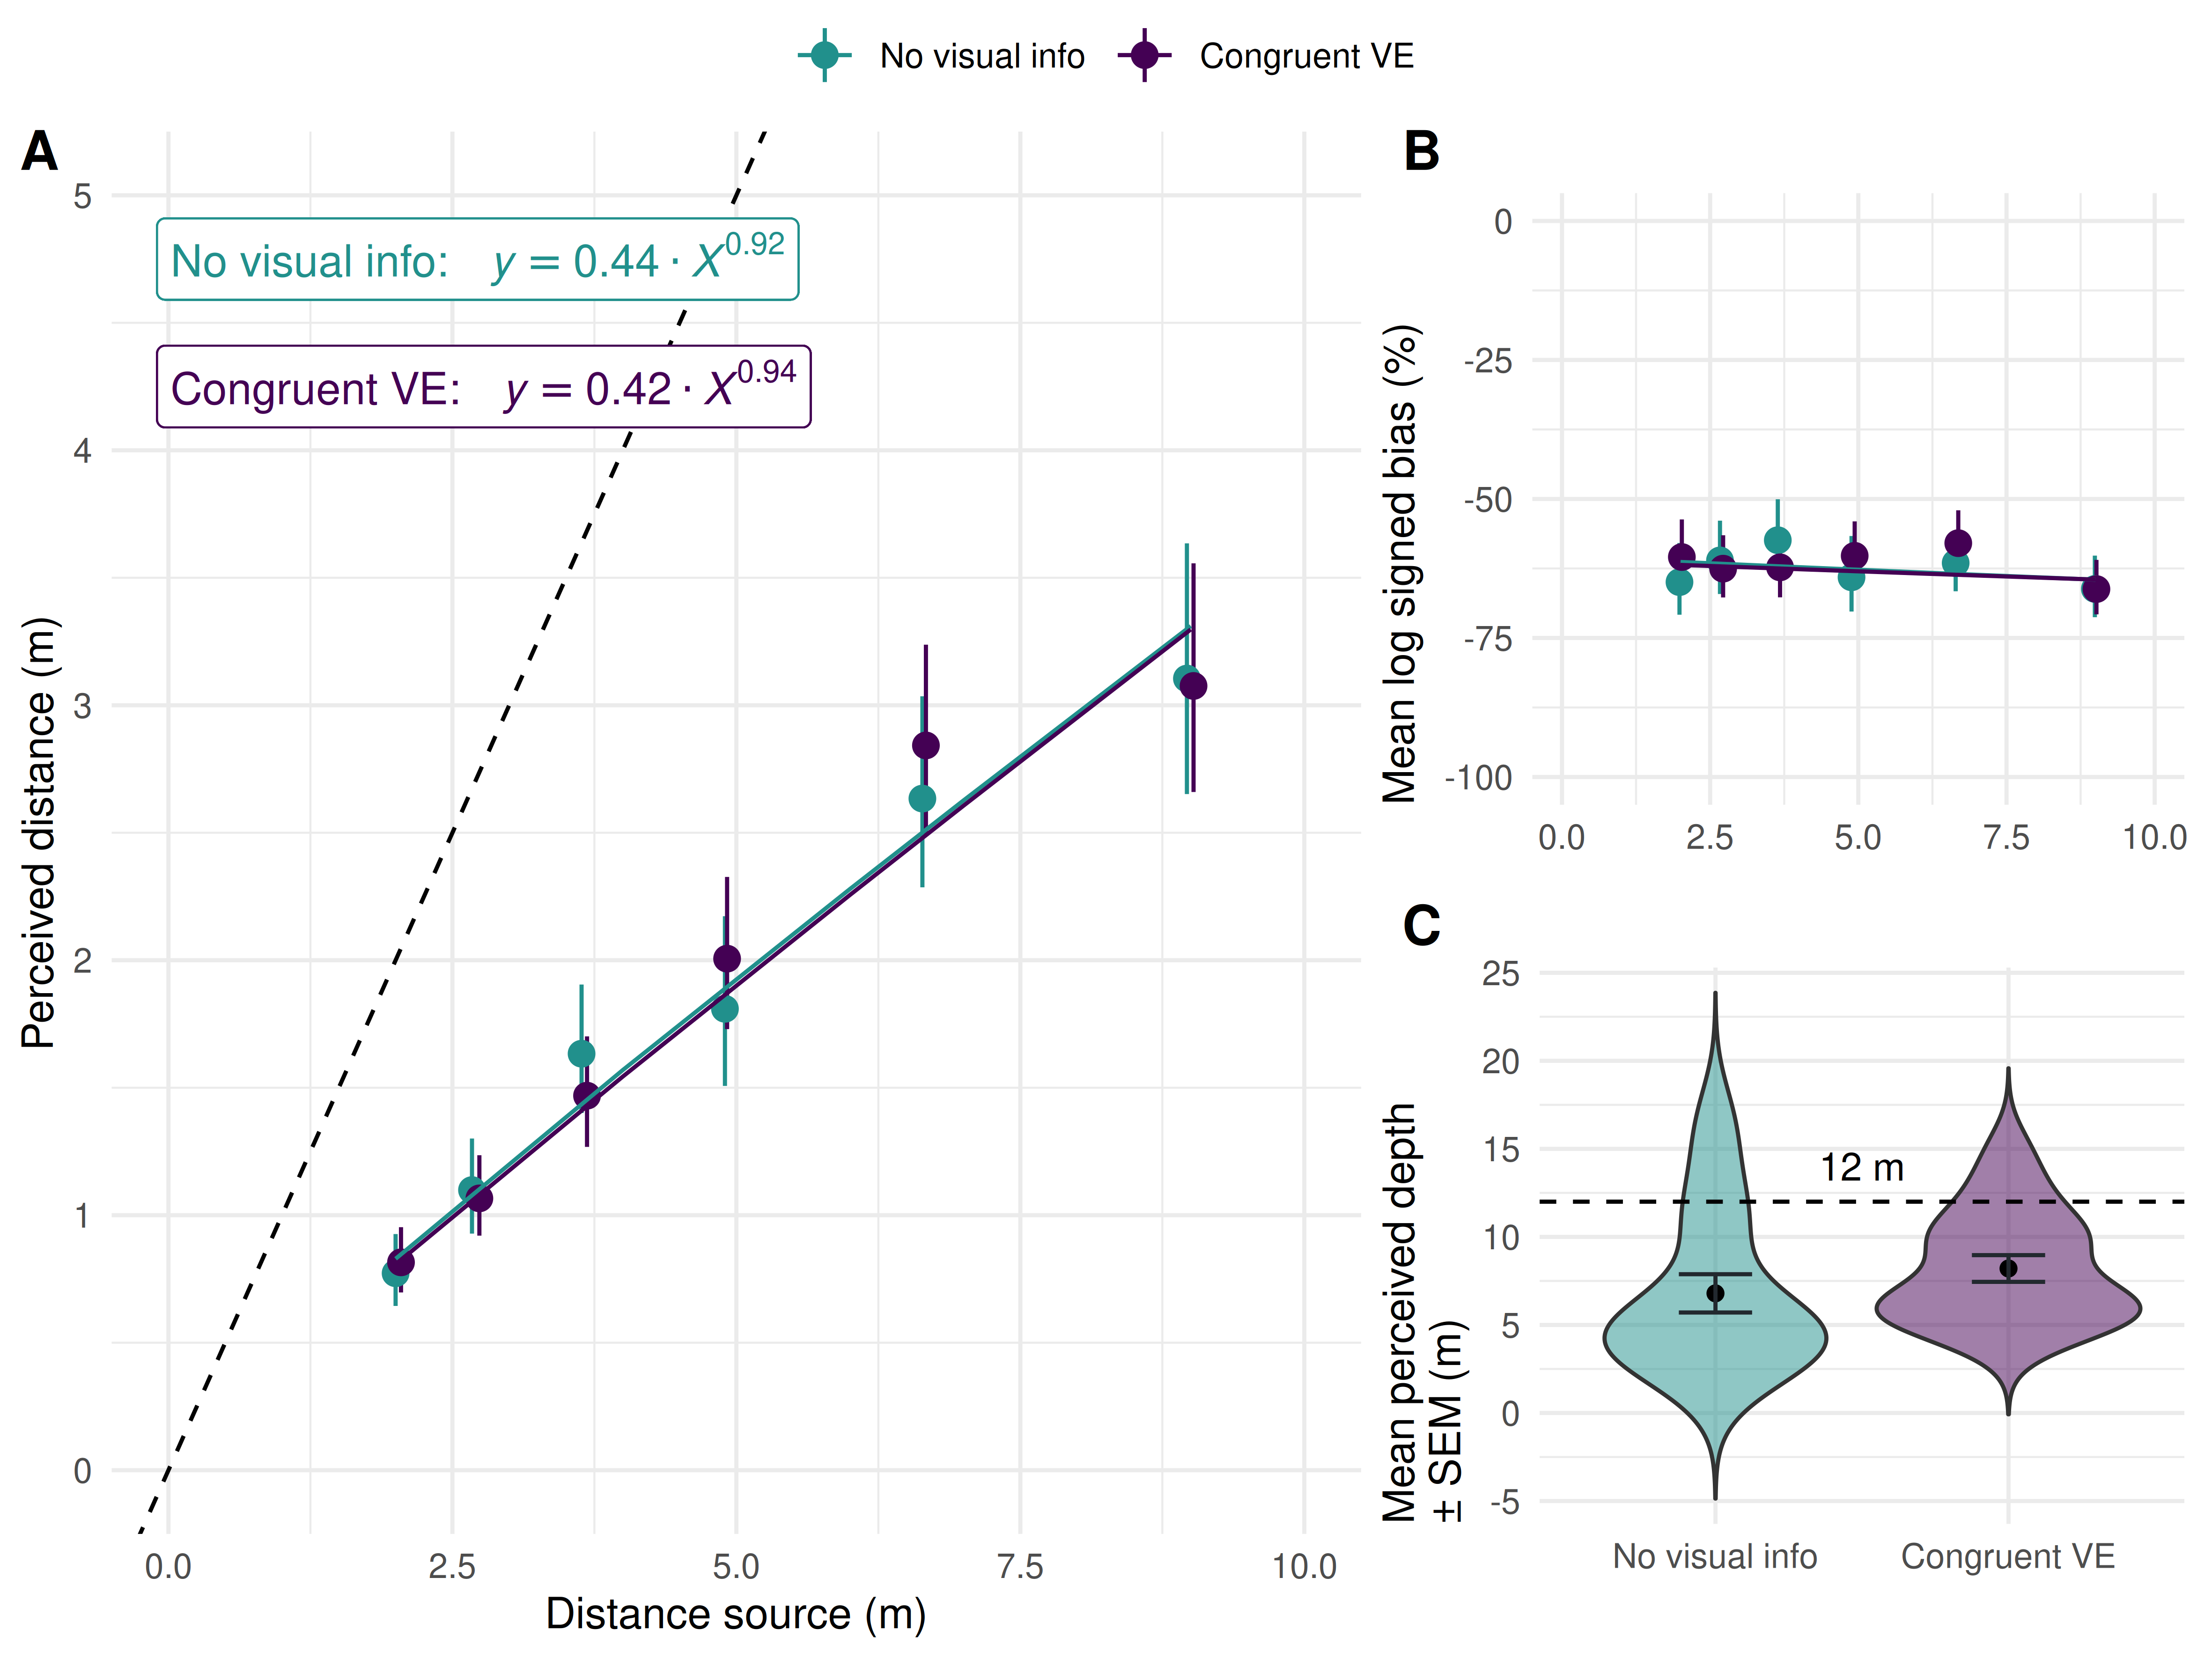 No visual info Congruent VE
A
5
4
3
2
1
0
Perceived distance (m)
No visual info: y = 0.44 · X^0.92
Congruent VE: y = 0.42 · X^0.94
0.0 2.5 5.0 7.5 10.0
Distance source (m)
B
0
-25
-50
-75
-100
Mean log signed bias (%)
0.0 2.5 5.0 7.5 10.0
C
25
20
15
10
5
0
-5
Mean perceived depth
± SEM (m)
12 m
No visual info Congruent VE